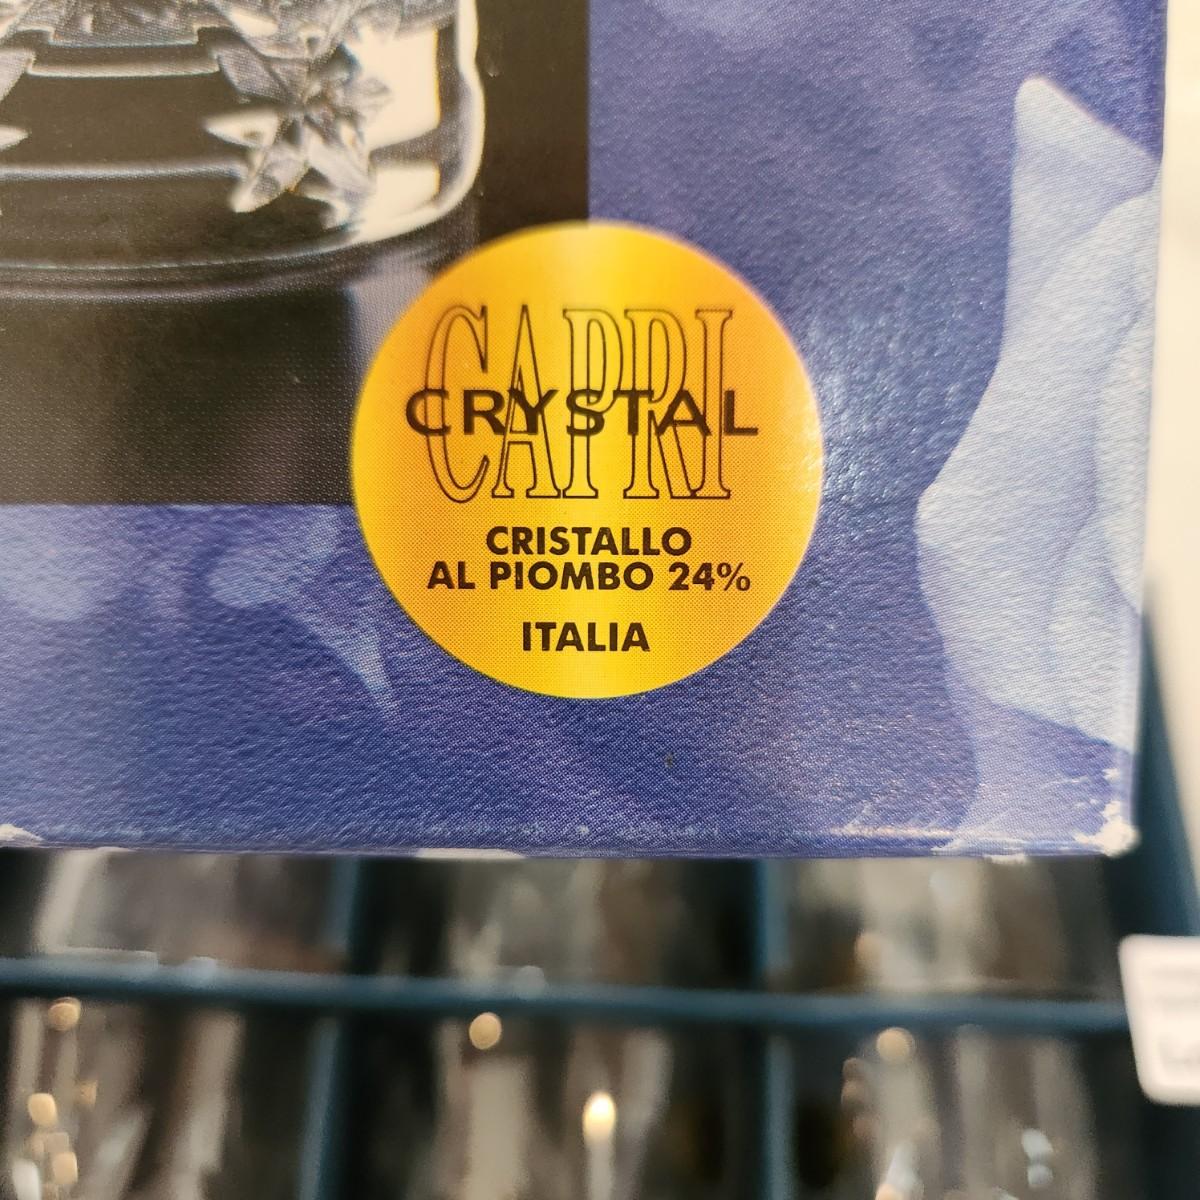 CAPRI
CRYSTAL
CRISTALLO
AL PIOMBO 24%
ITALIA